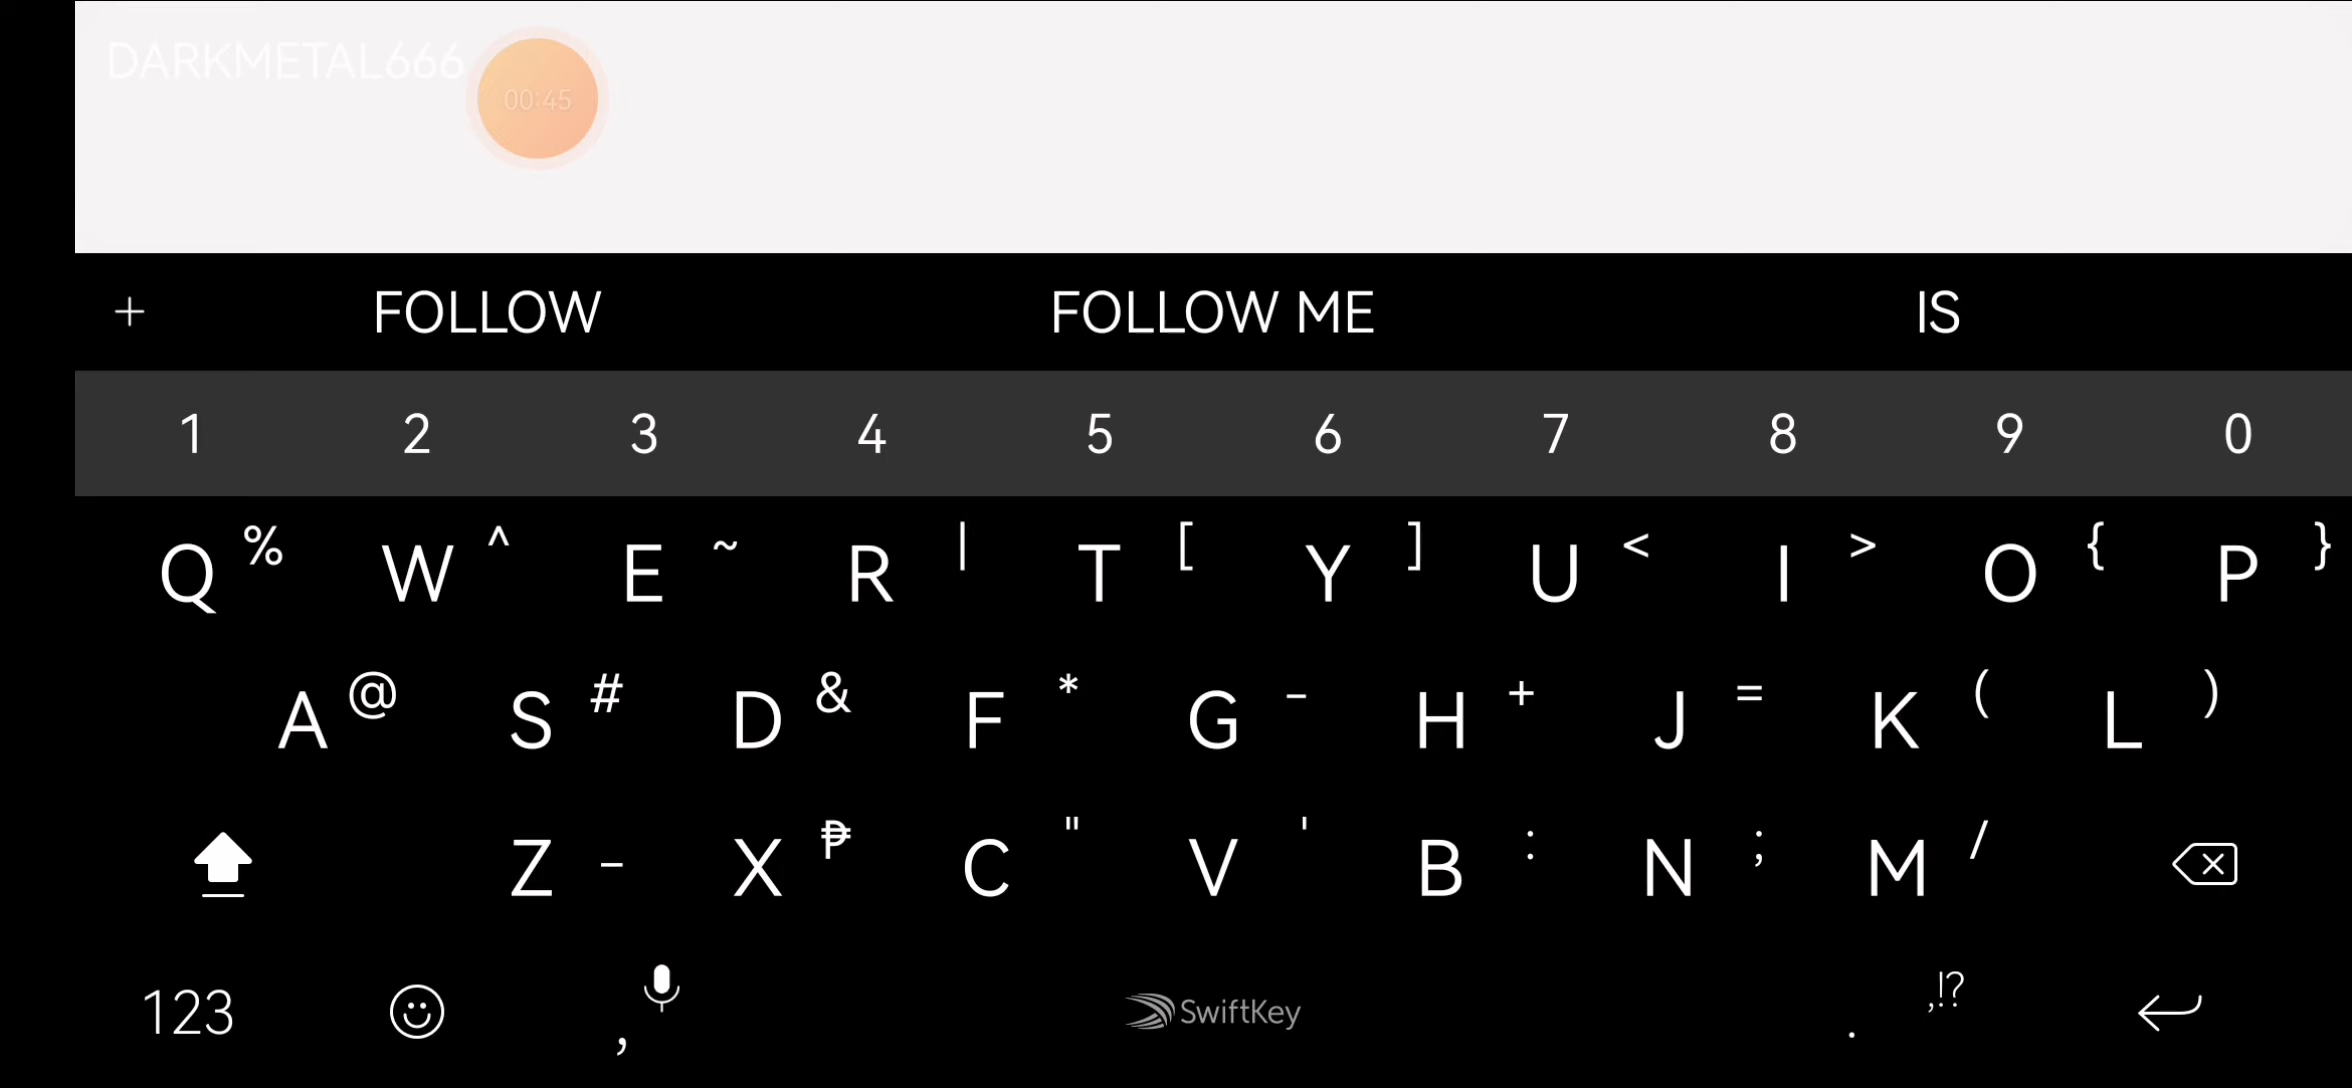 DARKMETAL666
00:45
+ FOLLOW FOLLOW ME IS
1 2 3 4 5 6 7 8 9 0
Q % W ^ E ~ R | T [ Y ] U < I > O { P }
A @ S # D & F * G - H + J = K ( L )
Z - X ₱ C " V ' B : N ; M /
123 , SwiftKey . ,!?